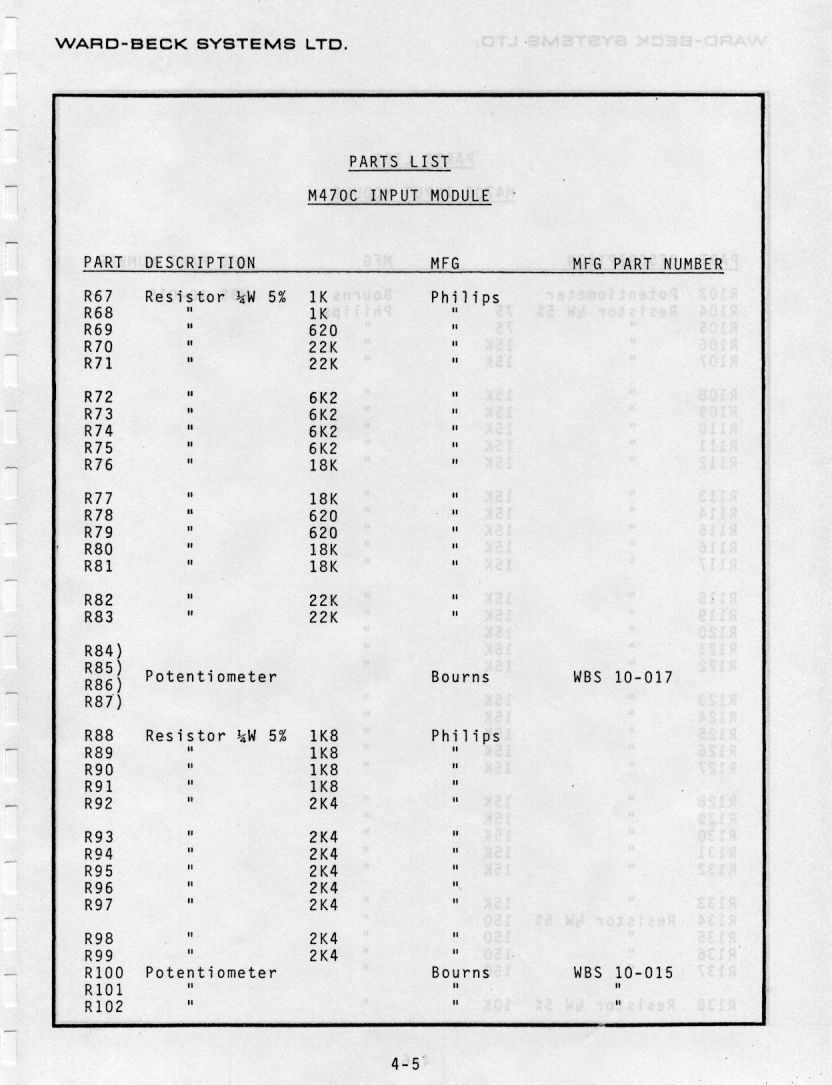 WARD-BECK SYSTEMS LTD.
PARTS LIST
M470C INPUT MODULE
PART DESCRIPTION MFG MFG PART NUMBER
R67 Resistor ¼W 5% 1K Philips
R68 " 1K "
R69 " 620 "
R70 " 22K "
R71 " 22K "
R72 " 6K2 "
R73 " 6K2 "
R74 " 6K2 "
R75 " 6K2 "
R76 " 18K "
R77 " 18K "
R78 " 620 "
R79 " 620 "
R80 " 18K "
R81 " 18K "
R82 " 22K "
R83 " 22K "
R84)
R85)
Potentiometer Bourns WBS 10-017
R86)
R87)
R88 Resistor ¼W 5% 1K8 Philips
R89 " 1K8 "
R90 " 1K8 "
R91 " 1K8 "
R92 " 2K4 "
R93 " 2K4 "
R94 " 2K4 "
R95 " 2K4 "
R96 " 2K4 "
R97 " 2K4 "
R98 " 2K4 "
R99 " 2K4 "
R100 Potentiometer Bourns WBS 10-015
R101 " " "
R102 " " "
4-5